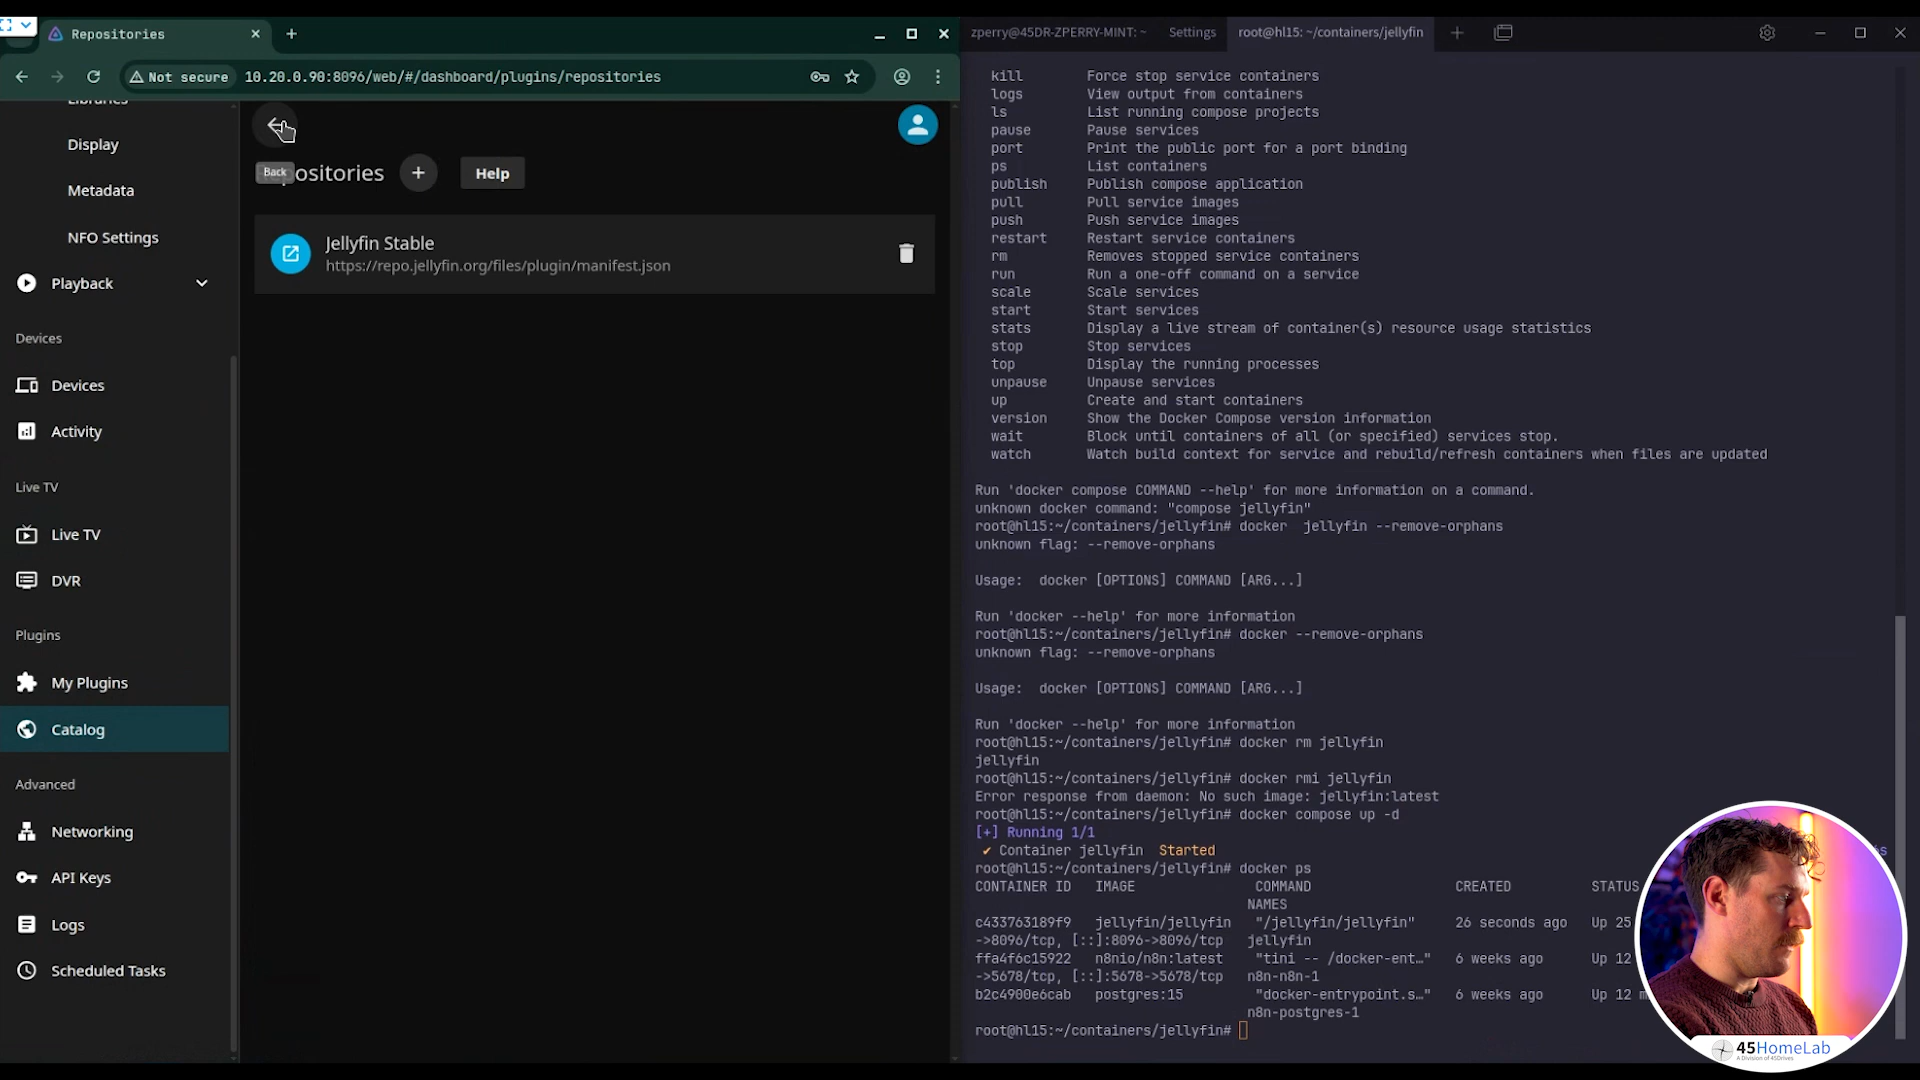 Repositories
Not secure
10.20.0.90:8096/web/#/dashboard/plugins/repositories
Libraries
Display
Metadata
NFO Settings
Playback
Devices
Devices
Activity
Live TV
Live TV
DVR
Plugins
My Plugins
Catalog
Advanced
Networking
API Keys
Logs
Scheduled Tasks
Back
positories
Help
Jellyfin Stable
https://repo.jellyfin.org/files/plugin/manifest.json
zperry@45DR-ZPERRY-MINT: ~
Settings
root@hl15: ~/containers/jellyfin
kill Force stop service containers
logs View output from containers
ls List running compose projects
pause Pause services
port Print the public port for a port binding
ps List containers
publish Publish compose application
pull Pull service images
push Push service images
restart Restart service containers
rm Removes stopped service containers
run Run a one-off command on a service
scale Scale services
start Start services
stats Display a live stream of container(s) resource usage statistics
stop Stop services
top Display the running processes
unpause Unpause services
up Create and start containers
version Show the Docker Compose version information
wait Block until containers of all (or specified) services stop.
watch Watch build context for service and rebuild/refresh containers when files are updated
Run 'docker compose COMMAND --help' for more information on a command.
unknown docker command: "compose jellyfin"
root@hl15:~/containers/jellyfin# docker  jellyfin --remove-orphans
unknown flag: --remove-orphans
Usage:  docker [OPTIONS] COMMAND [ARG...]
Run 'docker --help' for more information
root@hl15:~/containers/jellyfin# docker --remove-orphans
unknown flag: --remove-orphans
Usage:  docker [OPTIONS] COMMAND [ARG...]
Run 'docker --help' for more information
root@hl15:~/containers/jellyfin# docker rm jellyfin
jellyfin
root@hl15:~/containers/jellyfin# docker rmi jellyfin
Error response from daemon: No such image: jellyfin:latest
root@hl15:~/containers/jellyfin# docker compose up -d
[+] Running 1/1
✔ Container jellyfin  Started
root@hl15:~/containers/jellyfin# docker ps
CONTAINER ID IMAGE COMMAND CREATED STATUS
NAMES
c433763189f9 jellyfin/jellyfin "/jellyfin/jellyfin" 26 seconds ago Up 25
->8096/tcp, [::]:8096->8096/tcp jellyfin
ffa4f6c15922 n8nio/n8n:latest "tini -- /docker-ent…" 6 weeks ago Up 12
->5678/tcp, [::]:5678->5678/tcp n8n-n8n-1
b2c4900e6cab postgres:15 "docker-entrypoint.s…" 6 weeks ago Up 12 m
n8n-postgres-1
root@hl15:~/containers/jellyfin#
45HomeLab
A Division of 45Drives